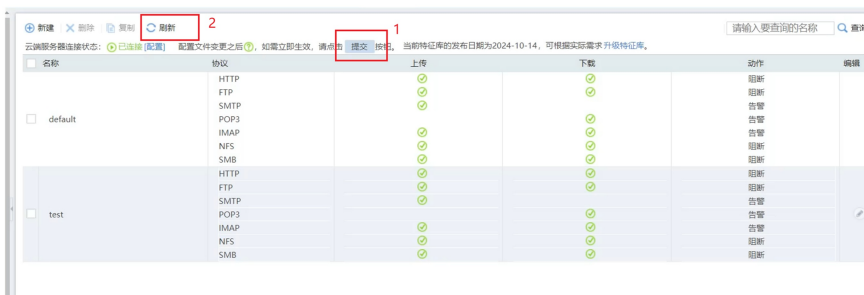 新建 删除 复制 刷新 2 请输入要查询的名称
云端服务器连接状态：已连接 [配置] 配置文件变更之后，如需立即生效，请点击 提交 按钮。 当前特征库的发布日期为2024-10-14，可根据实际需求升级特征库。 1
名称 协议 上传 下载 动作 编辑
HTTP 阻断
FTP 阻断
SMTP 告警
default POP3 告警
IMAP 告警
NFS 阻断
SMB 阻断
HTTP 阻断
FTP 阻断
SMTP 告警
test POP3 告警
IMAP 告警
NFS 阻断
SMB 阻断